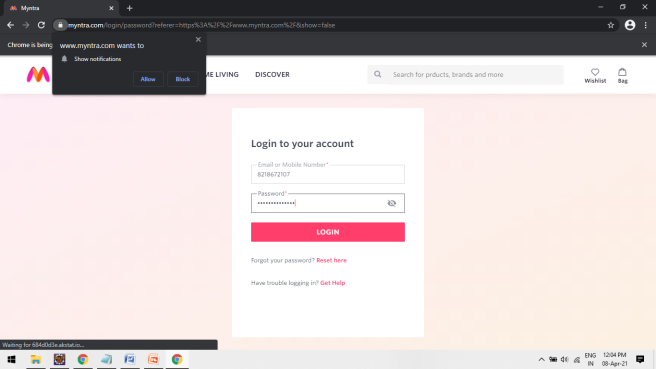 Myntra
myntra.com/login/password?referer=https%3A%2F%2Fwww.myntra.com%2F&show=false
Chrome is being
www.myntra.com wants to
Show notifications
Allow
Block
ME LIVING
DISCOVER
Search for prducts, brands and more
Wishlist
Bag
Login to your account
Email or Mobile Number*
8218672107
Password*
LOGIN
Forgot your password? Reset here
Have trouble logging in? Get Help
Waiting for 684d0d3e.akstat.io...
ENG
IN
12:04 PM
08-Apr-21